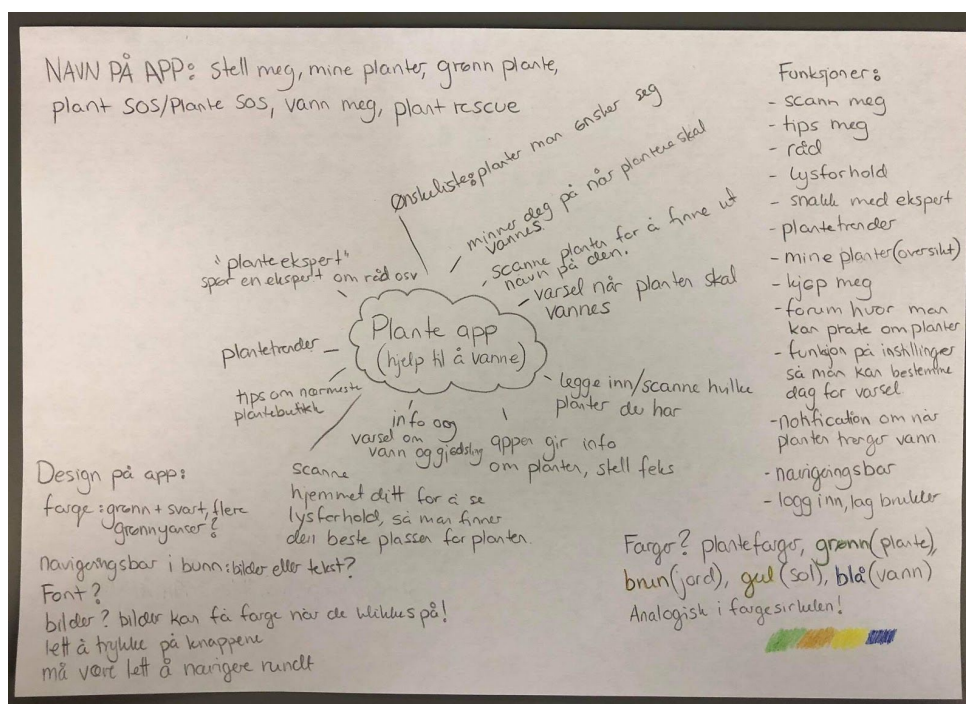 NAVN PÅ APP: Stell meg, mine planter, grønn plante,
plant SOS/Plante SOS, vann meg, plant rescue
Ønskeliste: planter man ønsker seg
minner deg på når plantene skal
vannes.
scanne planter for å finne ut
navn på den.
varsel når planten skal
vannes
legge inn/scanne hvilke
planter du har
appen gir info
om planten, stell feks
info og
varsel om
vann og gjødsling
scanne
hjemmet ditt for å se
lysforhold, så man finner
den beste plassen for planten.
tips om nærmeste
plantebutikk
plantetrender
"planteekspert"
spør en ekspert om råd osv
Plante app
(hjelp til å vanne)
Funksjoner:
- scann meg
- tips meg
- råd
- lysforhold
- snakk med ekspert
- plantetrender
- mine planter(oversikt)
- kjøp meg
- forum hvor man
kan prate om planter
- funksjon på instillinger
så man kan bestemme
dag for varsel
- notification om når
planten trenger vann
- navigeringsbar
- logg inn, lag bruker
Design på app:
farge: grønn + svart, flere
grønnyanser?
navigeringsbar i bunn: bilder eller tekst?
Font?
bilder? bilder kan få farge når de klikkes på!
lett å trykke på knappene
må være lett å navigere rundt
Farger? plantefarger, grønn(plante),
brun(jord), gul(sol), blå(vann)
Analogisk i fargesirkelen!